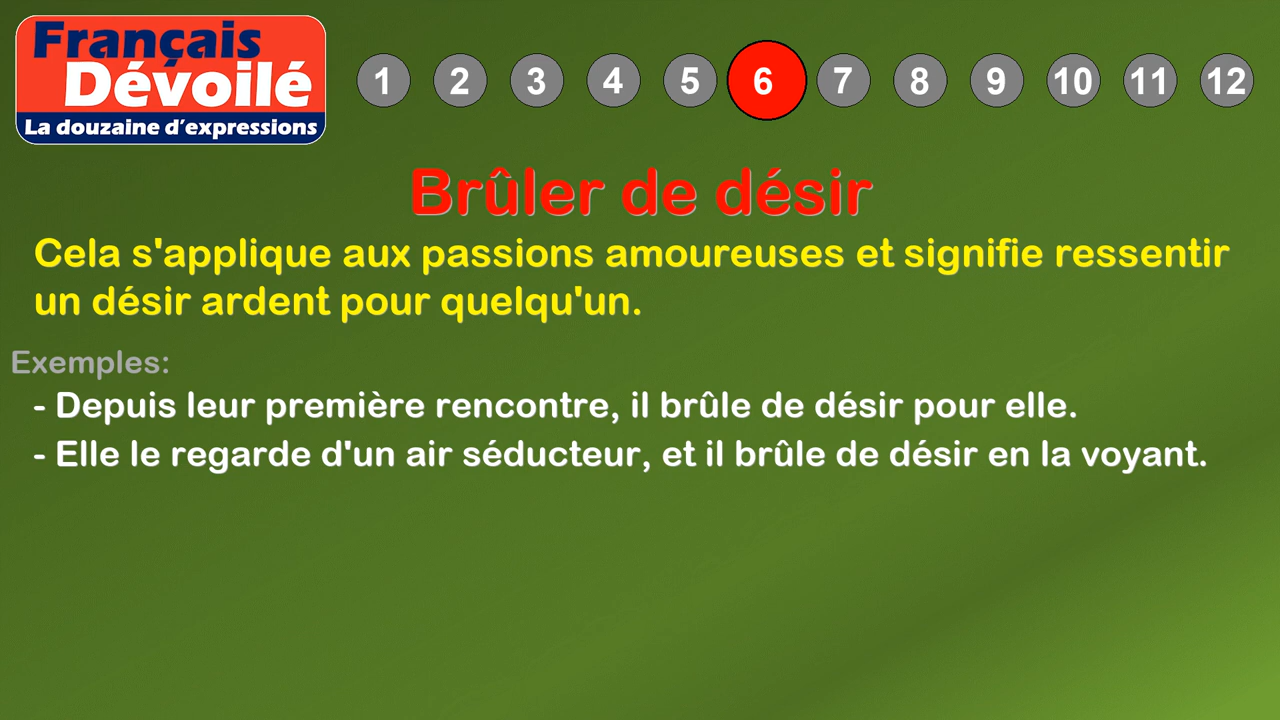 Français
Dévoilé
La douzaine d'expressions
1 2 3 4 5 6 7 8 9 10 11 12
Brûler de désir
Cela s'applique aux passions amoureuses et signifie ressentir
un désir ardent pour quelqu'un.
Exemples:
- Depuis leur première rencontre, il brûle de désir pour elle.
- Elle le regarde d'un air séducteur, et il brûle de désir en la voyant.